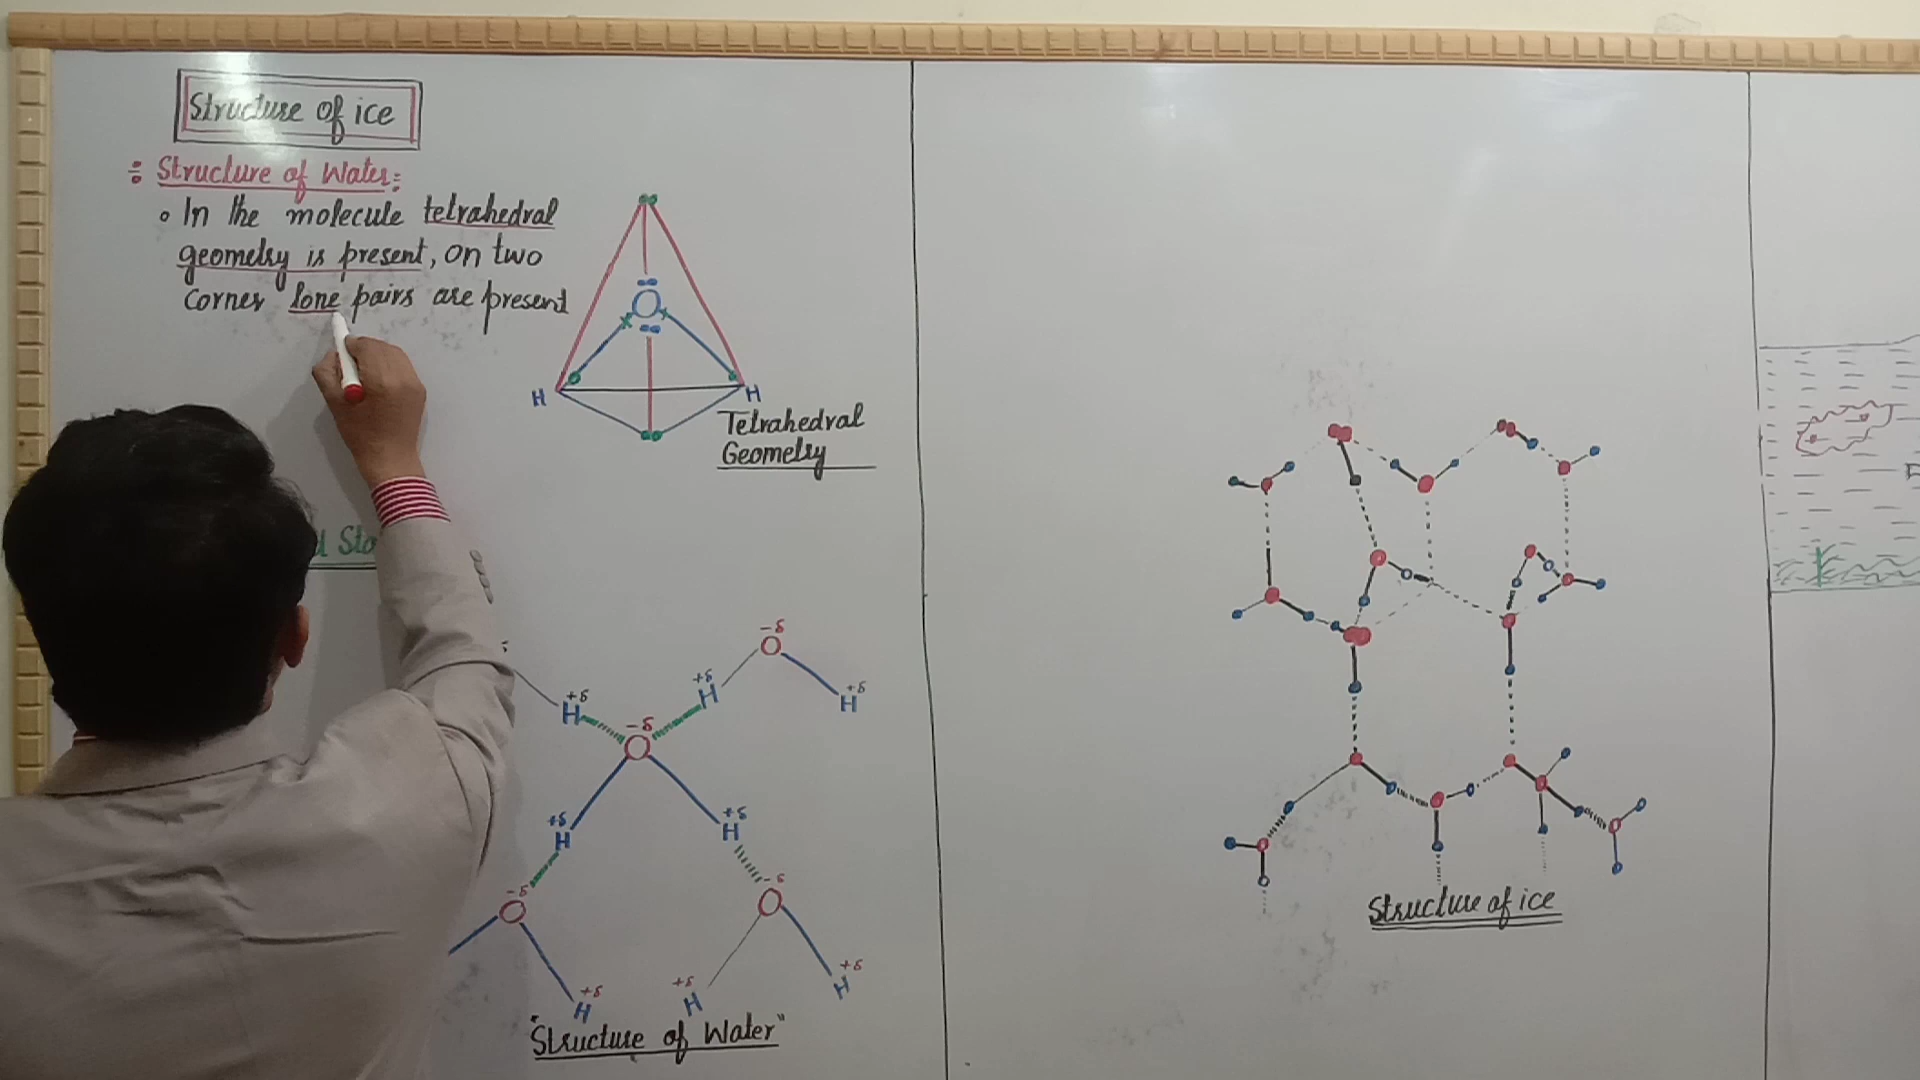 Structure of ice
÷ Structure of Water:
∘ In the molecule tetrahedral
geometry is present, on two
corner lone pairs are present
O
H
H
Tetrahedral
Geometry
-δ
O
+δ
H
+δ
H
+δ
H
-δ
O
+δ
H
+δ
H
-δ
O
-δ
O
+δ
H
+δ
H
+δ
H
"Structure of Water"
Structure of ice